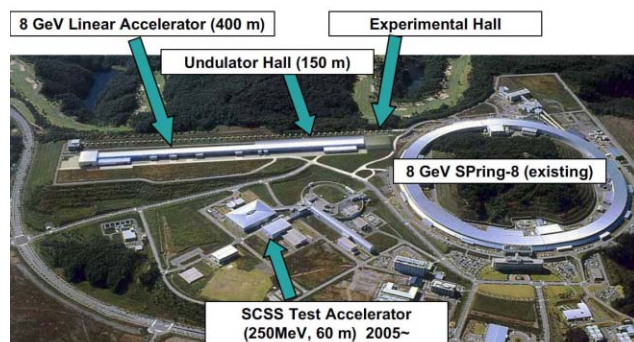 8 GeV Linear Accelerator (400 m)
Experimental Hall
Undulator Hall (150 m)
8 GeV SPring-8 (existing)
SCSS Test Accelerator
(250MeV, 60 m)  2005~